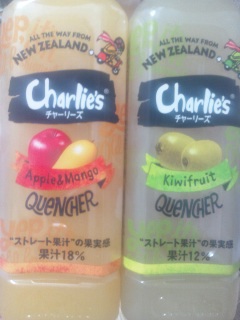 ALL THE WAY FROM
NEW ZEALAND
Charlie's®
チャーリーズ
Apple&Mango
QUENCHER
"ストレート果汁"の果実感
果汁18%
ALL THE WAY FROM
NEW ZEALAND
Charlie's®
チャーリーズ
Kiwifruit
QUENCHER
"ストレート果汁"の果実感
果汁12%